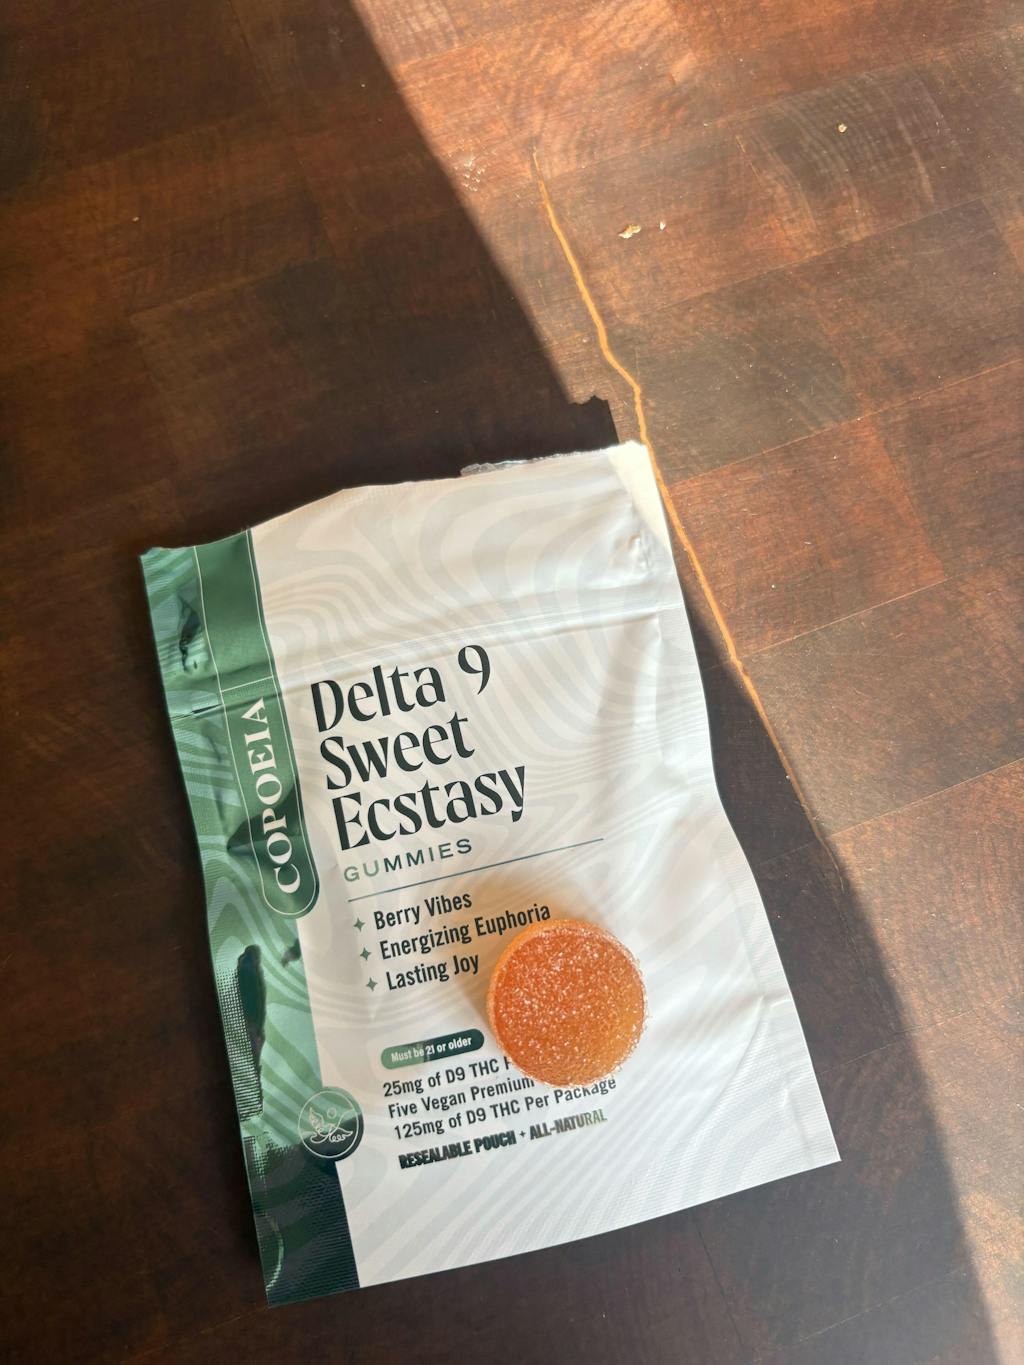 COPOEIA
Delta 9
Sweet
Ecstasy
GUMMIES
Berry Vibes
Energizing Euphoria
Lasting Joy
Must be 21 or older
25mg of D9 THC
Five Vegan Premium
125mg of D9 THC Per Package
RESEALABLE POUCH + ALL-NATURAL